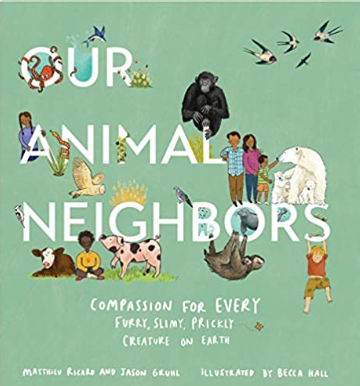 OUR
ANIMAL
NEIGHBORS
COMPASSION FOR EVERY
FURRY, SLIMY, PRICKLY
CREATURE ON EARTH
MATTHIEU RICARD AND JASON GRUHL ILLUSTRATED BY BECCA HALL